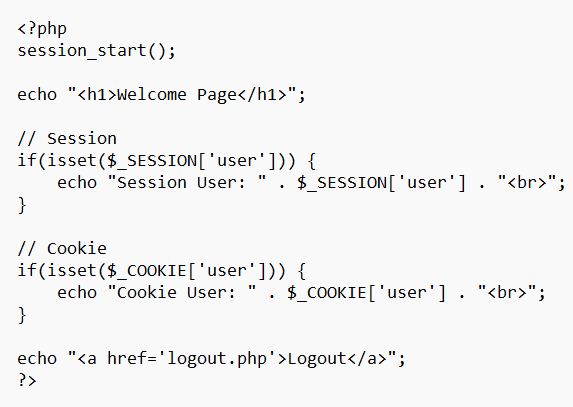 <?php
session_start();

echo "<h1>Welcome Page</h1>";

// Session
if(isset($_SESSION['user'])) {
    echo "Session User: " . $_SESSION['user'] . "<br>";
}

// Cookie
if(isset($_COOKIE['user'])) {
    echo "Cookie User: " . $_COOKIE['user'] . "<br>";
}

echo "<a href='logout.php'>Logout</a>";
?>